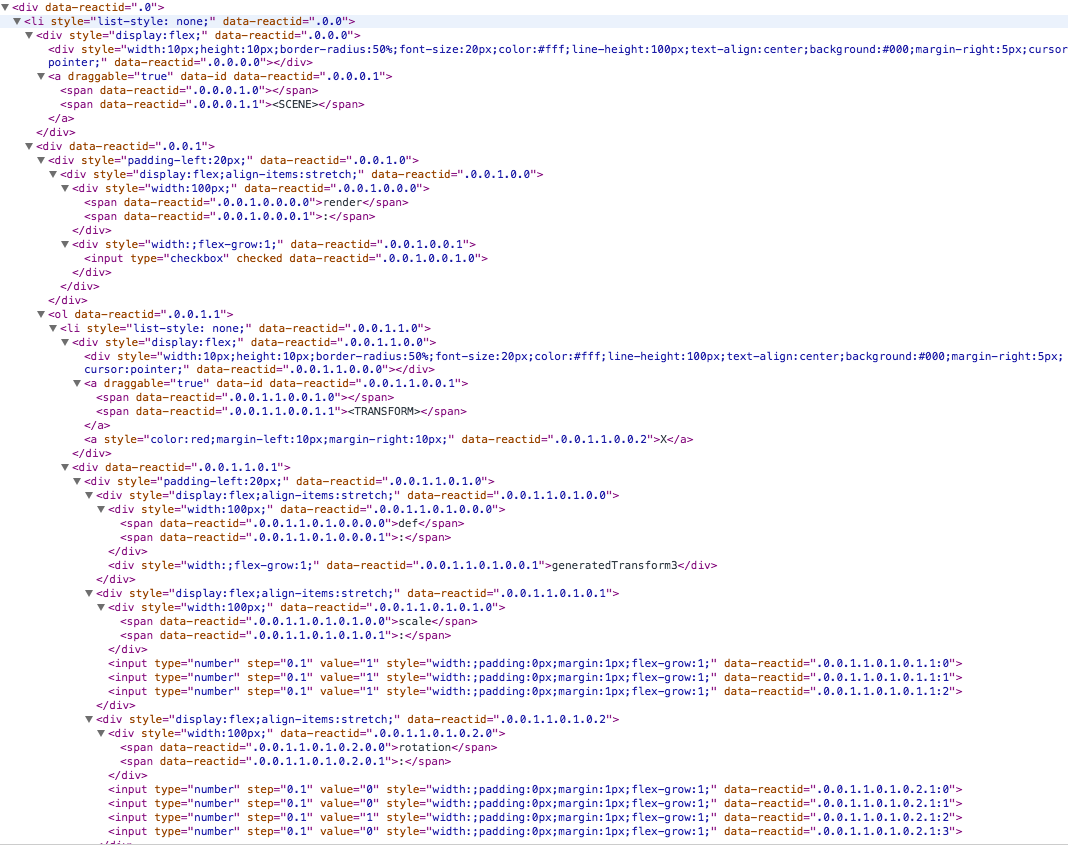 <div data-reactid=".0">
<li style="list-style: none;" data-reactid=".0.0">
<div style="display:flex;" data-reactid=".0.0.0">
<div style="width:10px;height:10px;border-radius:50%;font-size:20px;color:#fff;line-height:100px;text-align:center;background:#000;margin-right:5px;cursor
pointer;" data-reactid=".0.0.0.0"></div>
<a draggable="true" data-id data-reactid=".0.0.0.1">
<span data-reactid=".0.0.0.1.0"></span>
<span data-reactid=".0.0.0.1.1"><SCENE></span>
</a>
</div>
<div data-reactid=".0.0.1">
<div style="padding-left:20px;" data-reactid=".0.0.1.0">
<div style="display:flex;align-items:stretch;" data-reactid=".0.0.1.0.0">
<div style="width:100px;" data-reactid=".0.0.1.0.0.0">
<span data-reactid=".0.0.1.0.0.0.0">render</span>
<span data-reactid=".0.0.1.0.0.0.1">:</span>
</div>
<div style="width:;flex-grow:1;" data-reactid=".0.0.1.0.0.1">
<input type="checkbox" checked data-reactid=".0.0.1.0.0.1.0">
</div>
</div>
</div>
<ol data-reactid=".0.0.1.1">
<li style="list-style: none;" data-reactid=".0.0.1.1.0">
<div style="display:flex;" data-reactid=".0.0.1.1.0.0">
<div style="width:10px;height:10px;border-radius:50%;font-size:20px;color:#fff;line-height:100px;text-align:center;background:#000;margin-right:5px;
cursor:pointer;" data-reactid=".0.0.1.1.0.0.0"></div>
<a draggable="true" data-id data-reactid=".0.0.1.1.0.0.1">
<span data-reactid=".0.0.1.1.0.0.1.0"></span>
<span data-reactid=".0.0.1.1.0.0.1.1"><TRANSFORM></span>
</a>
<a style="color:red;margin-left:10px;margin-right:10px;" data-reactid=".0.0.1.1.0.0.2">X</a>
</div>
<div data-reactid=".0.0.1.1.0.1">
<div style="padding-left:20px;" data-reactid=".0.0.1.1.0.1.0">
<div style="display:flex;align-items:stretch;" data-reactid=".0.0.1.1.0.1.0.0">
<div style="width:100px;" data-reactid=".0.0.1.1.0.1.0.0.0">
<span data-reactid=".0.0.1.1.0.1.0.0.0.0">def</span>
<span data-reactid=".0.0.1.1.0.1.0.0.0.1">:</span>
</div>
<div style="width:;flex-grow:1;" data-reactid=".0.0.1.1.0.1.0.0.1">generatedTransform3</div>
</div>
<div style="display:flex;align-items:stretch;" data-reactid=".0.0.1.1.0.1.0.1">
<div style="width:100px;" data-reactid=".0.0.1.1.0.1.0.1.0">
<span data-reactid=".0.0.1.1.0.1.0.1.0.0">scale</span>
<span data-reactid=".0.0.1.1.0.1.0.1.0.1">:</span>
</div>
<input type="number" step="0.1" value="1" style="width:;padding:0px;margin:1px;flex-grow:1;" data-reactid=".0.0.1.1.0.1.0.1.1:0">
<input type="number" step="0.1" value="1" style="width:;padding:0px;margin:1px;flex-grow:1;" data-reactid=".0.0.1.1.0.1.0.1.1:1">
<input type="number" step="0.1" value="1" style="width:;padding:0px;margin:1px;flex-grow:1;" data-reactid=".0.0.1.1.0.1.0.1.1:2">
</div>
<div style="display:flex;align-items:stretch;" data-reactid=".0.0.1.1.0.1.0.2">
<div style="width:100px;" data-reactid=".0.0.1.1.0.1.0.2.0">
<span data-reactid=".0.0.1.1.0.1.0.2.0.0">rotation</span>
<span data-reactid=".0.0.1.1.0.1.0.2.0.1">:</span>
</div>
<input type="number" step="0.1" value="0" style="width:;padding:0px;margin:1px;flex-grow:1;" data-reactid=".0.0.1.1.0.1.0.2.1:0">
<input type="number" step="0.1" value="0" style="width:;padding:0px;margin:1px;flex-grow:1;" data-reactid=".0.0.1.1.0.1.0.2.1:1">
<input type="number" step="0.1" value="1" style="width:;padding:0px;margin:1px;flex-grow:1;" data-reactid=".0.0.1.1.0.1.0.2.1:2">
<input type="number" step="0.1" value="0" style="width:;padding:0px;margin:1px;flex-grow:1;" data-reactid=".0.0.1.1.0.1.0.2.1:3">